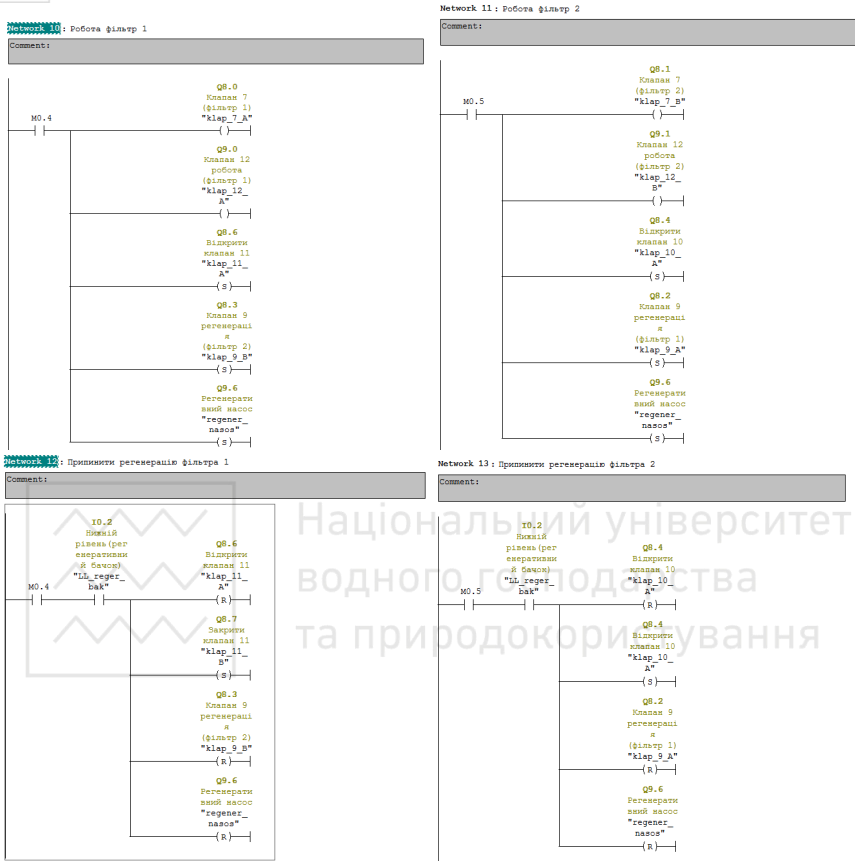 Network 10: Робота фільтр 1
Comment:
Q8.0
Клапан 7
(фільтр 1)
"klap_7_A"
M0.4
( )
Q9.0
Клапан 12
робота
(фільтр 1)
"klap_12_
A"
( )
Q8.6
Відкрити
клапан 11
"klap_11_
A"
(S)
Q8.3
Клапан 9
регенераці
я
(фільтр 2)
"klap_9_B"
(S)
Q9.6
Регенерати
вний насос
"regener_
nasos"
(S)
Network 11: Робота фільтр 2
Comment:
Q8.1
Клапан 7
(фільтр 2)
"klap_7_B"
M0.5
( )
Q9.1
Клапан 12
робота
(фільтр 2)
"klap_12_
B"
( )
Q8.4
Відкрити
клапан 10
"klap_10_
A"
(S)
Q8.2
Клапан 9
регенераці
я
(фільтр 1)
"klap_9_A"
(S)
Q9.6
Регенерати
вний насос
"regener_
nasos"
(S)
Network 12: Припинити регенерацію фільтра 1
Comment:
I0.2
Нижній
рівень(рег
енеративни
й бачок)
"LL_reger_
bak"
M0.4
Q8.6
Відкрити
клапан 11
"klap_11_
A"
(R)
Q8.7
Закрити
клапан 11
"klap_11_
B"
(S)
Q8.3
Клапан 9
регенераці
я
(фільтр 2)
"klap_9_B"
(R)
Q9.6
Регенерати
вний насос
"regener_
nasos"
(R)
Network 13: Припинити регенерацію фільтра 2
Comment:
I0.2
Нижній
рівень(рег
енеративни
й бачок)
"LL_reger_
bak"
M0.5
Q8.4
Відкрити
клапан 10
"klap_10_
A"
(R)
Q8.4
Відкрити
клапан 10
"klap_10_
A"
(S)
Q8.2
Клапан 9
регенераці
я
(фільтр 1)
"klap_9_A"
(R)
Q9.6
Регенерати
вний насос
"regener_
nasos"
(R)
Національний університет
водного господарства
та природокористування